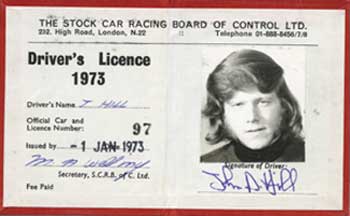 THE STOCK CAR RACING BOARD OF CONTROL LTD.
232, High Road, London, N.22
Telephone 01-888-8456/7/8
Driver's Licence
1973
Driver's Name J HILL
Official Car and
Licence Number: 97
Issued by -1 JAN 1973
Secretary, S.C.R.B. of C. Ltd.
Fee Paid
Signature of Driver:
John D. Hill